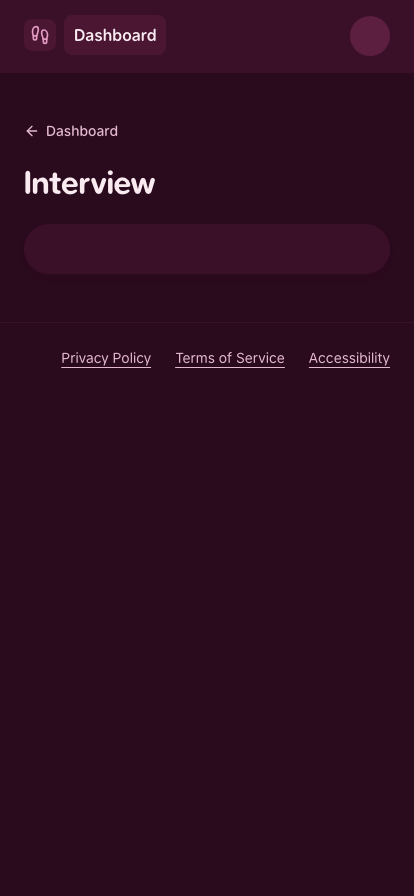 Dashboard
Dashboard
Interview
Privacy Policy Terms of Service Accessibility